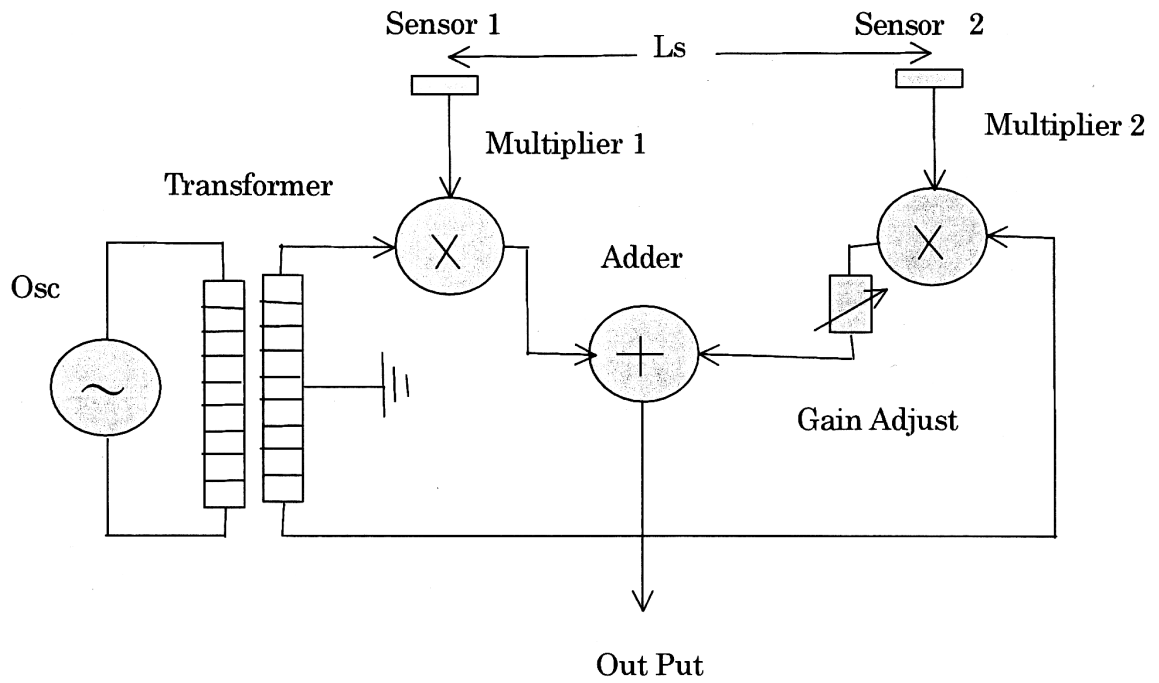 Sensor 1
Sensor 2
Ls
Multiplier 1
Multiplier 2
Transformer
X
X
Adder
Osc
~
+
Gain Adjust
Out Put